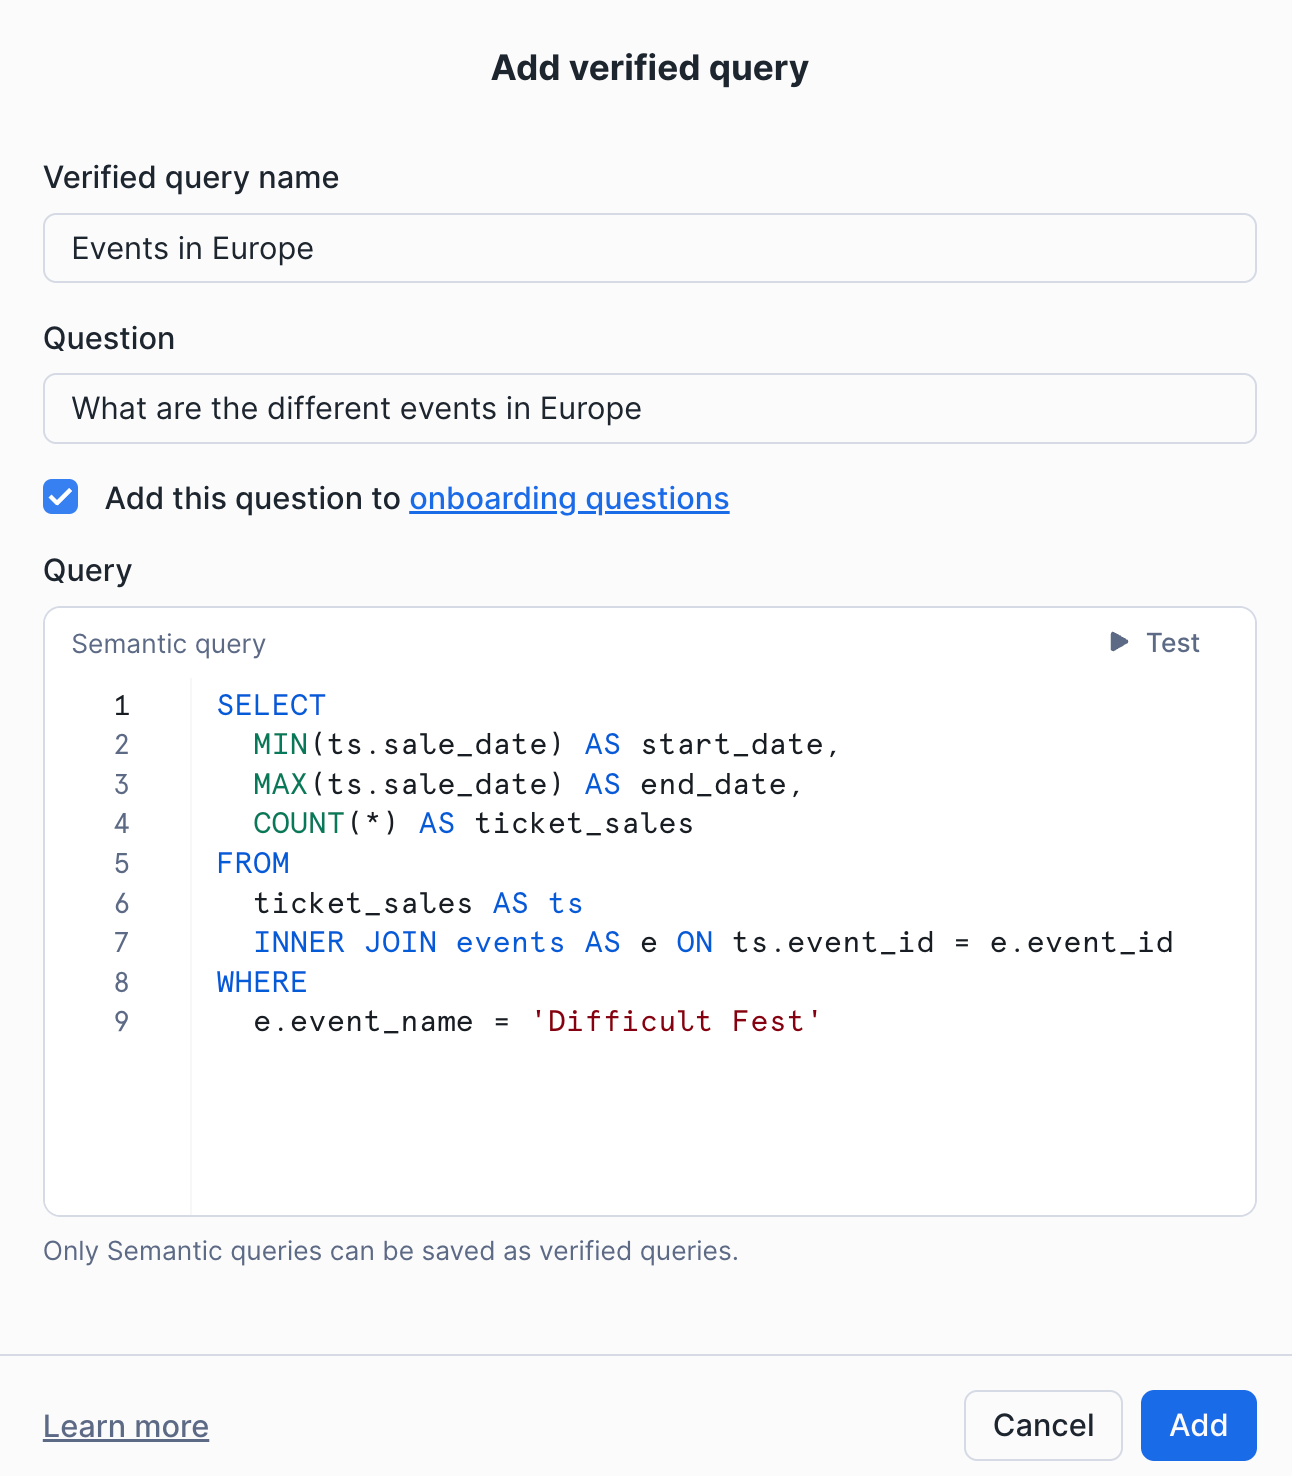 Add verified query
Verified query name
Events in Europe
Question
What are the different events in Europe
Add this question to onboarding questions
Query
Semantic query
Test
1 SELECT
2   MIN(ts.sale_date) AS start_date,
3   MAX(ts.sale_date) AS end_date,
4   COUNT(*) AS ticket_sales
5 FROM
6   ticket_sales AS ts
7   INNER JOIN events AS e ON ts.event_id = e.event_id
8 WHERE
9   e.event_name = 'Difficult Fest'
Only Semantic queries can be saved as verified queries.
Learn more
Cancel
Add